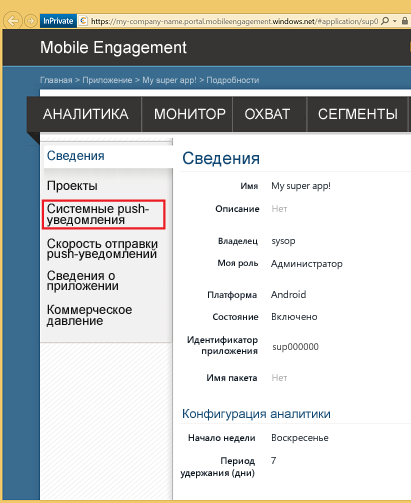 InPrivate https://my-company-name.portal.mobileengagement.windows.net/#application/sup0
Mobile Engagement
Главная > Приложение > My super app! > Подробности
АНАЛИТИКА МОНИТОР ОХВАТ СЕГМЕНТЫ
Сведения
Проекты
Системные push-
уведомления
Скорость отправки
push-уведомлений
Сведения о
приложении
Коммерческое
давление
Сведения
Имя My super app!
Описание Нет
Владелец sysop
Моя роль Администратор
Платформа Android
Состояние Включено
Идентификатор
приложения sup000000
Имя пакета Нет
Конфигурация аналитики
Начало недели Воскресенье
Период
удержания (дни) 7